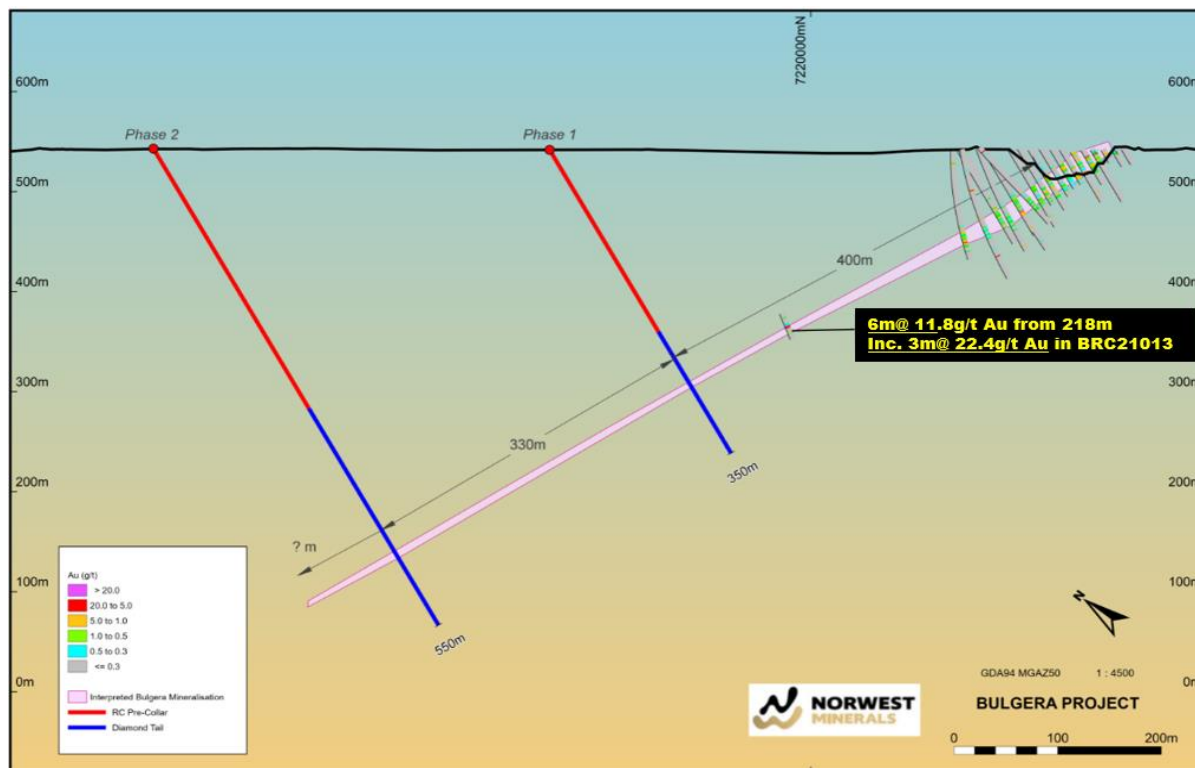 7220000mN
600m
600m
Phase 2
Phase 1
500m
500m
400m
400m
400m
6m@ 11.8g/t Au from 218m
Inc. 3m@ 22.4g/t Au in BRC21013
300m
300m
330m
350m
200m
200m
? m
Au (g/t)
> 20.0
20.0 to 5.0
5.0 to 1.0
1.0 to 0.5
0.5 to 0.3
<= 0.3
Interpreted Bulgera Mineralisation
RC Pre-Collar
Diamond Tail
100m
100m
550m
N
0m
0m
GDA94 MGAZ50 1 : 4500
BULGERA PROJECT
NORWEST
MINERALS
0 100 200m